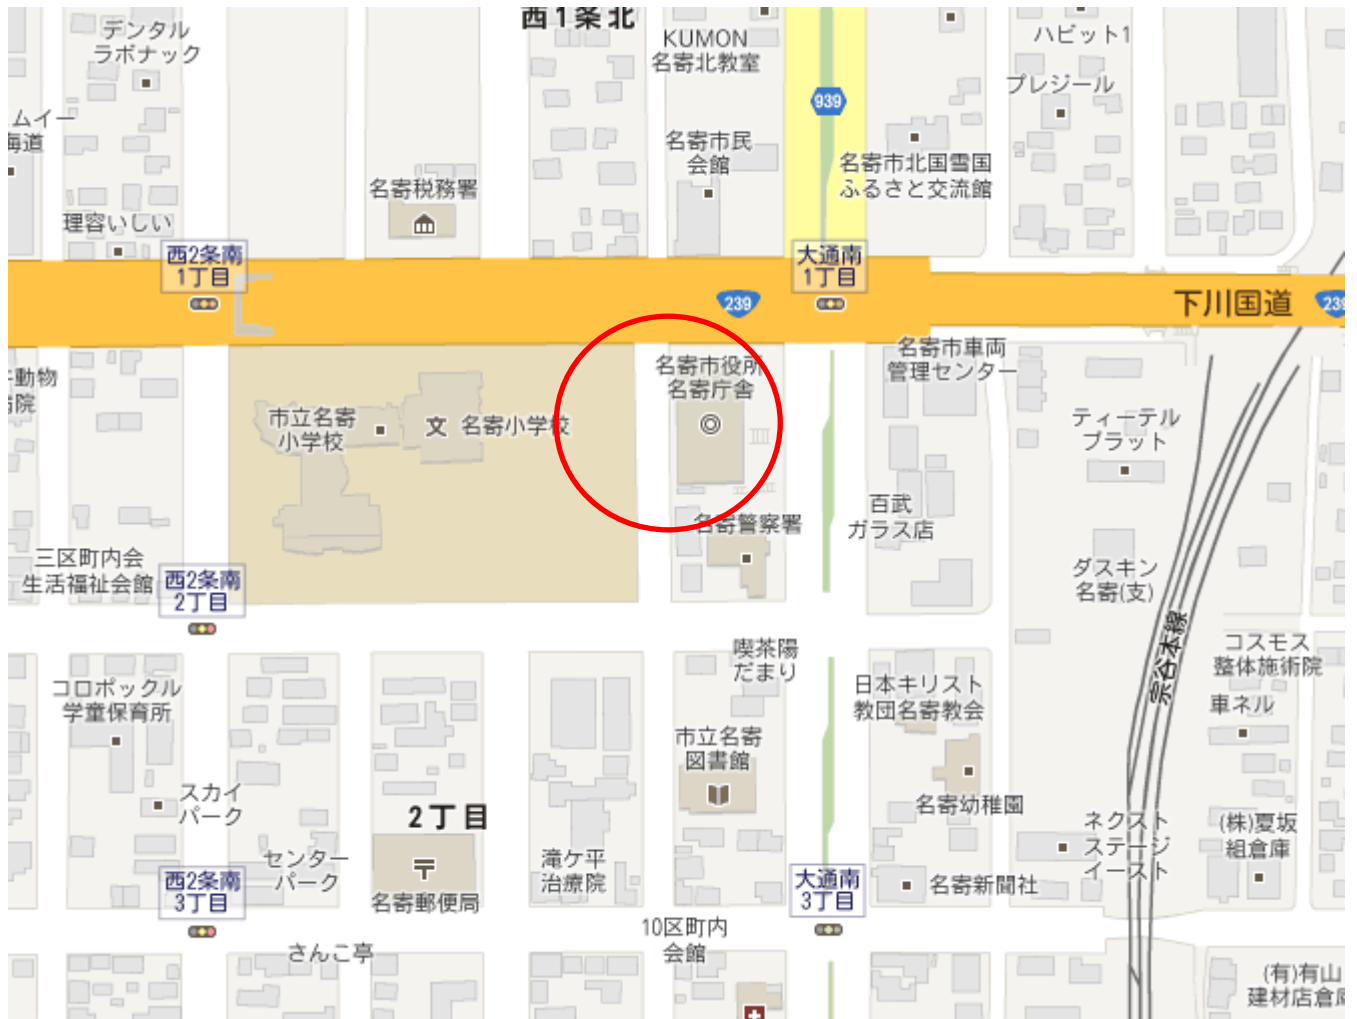 西1条北
デンタル
ラボナック
KUMON
名寄北教室
ハビット1
プレジール
939
ムイー
海道
名寄市民
会館
名寄市北国雪国
ふるさと交流館
名寄税務署
理容いしい
西2条南
1丁目
大通南
1丁目
239
下川国道
239
名寄市役所
名寄庁舎
名寄市車両
管理センター
動物
院
市立名寄
小学校
文
名寄小学校
ティーテル
プラット
百武
ガラス店
名寄警察署
三区町内会
生活福祉会館
西2条南
2丁目
ダスキン
名寄(支)
宗谷本線
コスモス
整体施術院
喫茶陽
だまり
コロポックル
学童保育所
日本キリスト
教団名寄教会
車ネル
市立名寄
図書館
スカイ
パーク
2丁目
名寄幼稚園
ネクスト
ステージ
イースト
(株)夏坂
組倉庫
センター
パーク
〒
名寄郵便局
滝ケ平
治療院
西2条南
3丁目
大通南
3丁目
名寄新聞社
10区町内
会館
さんこ亭
(有)有山
建材店倉庫